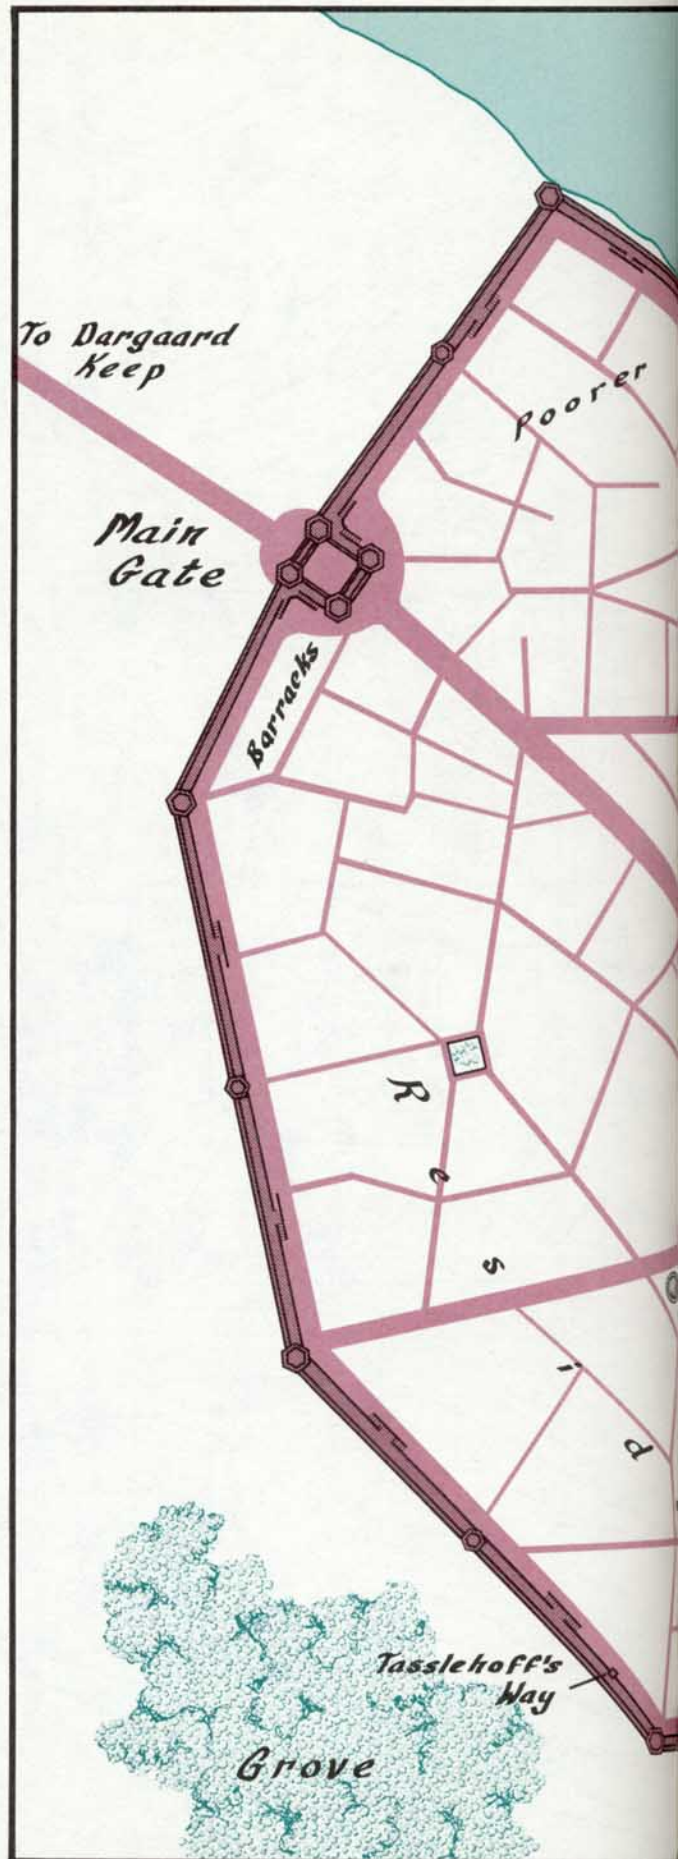 To Dargaard
Keep
Poorer
Main
Gate
Barracks
R e s i d
Tasslehoff's
Way
Grove